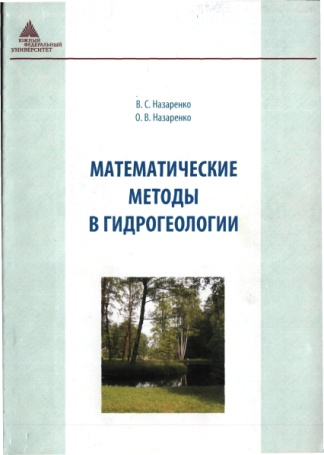 ЮЖНЫЙ
ФЕДЕРАЛЬНЫЙ
УНИВЕРСИТЕТ
В. С. Назаренко
О. В. Назаренко
МАТЕМАТИЧЕСКИЕ
МЕТОДЫ
В ГИДРОГЕОЛОГИИ